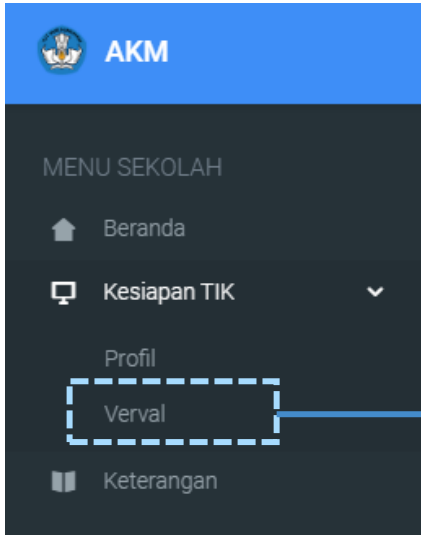 AKM
MENU SEKOLAH
Beranda
Kesiapan TIK
Profil
Verval
Keterangan